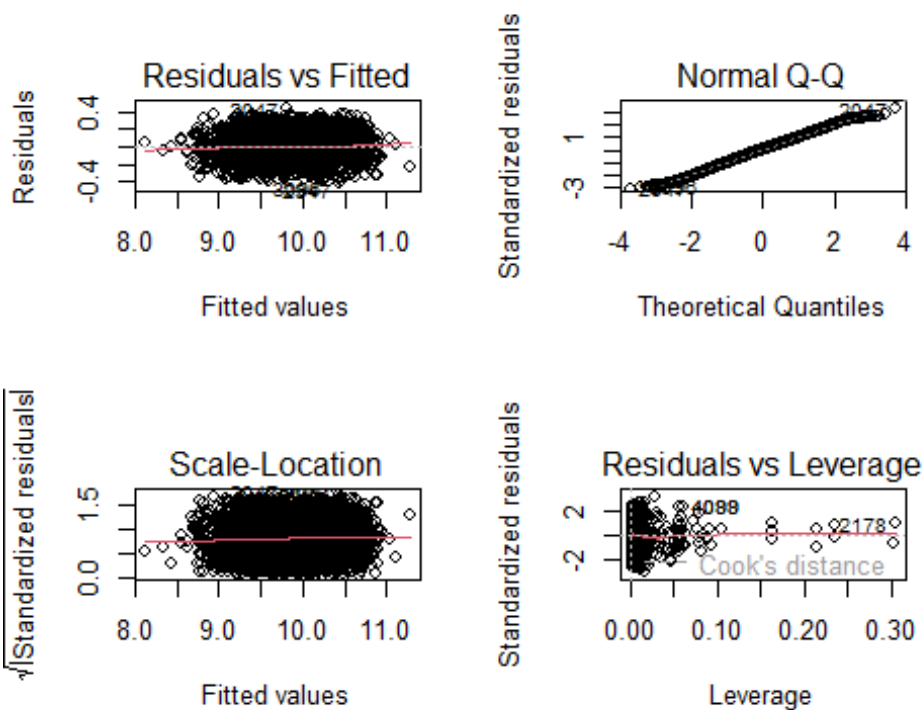 Residuals vs Fitted
Residuals
0.4
-0.4
8.0 9.0 10.0 11.0
Fitted values
Normal Q-Q
Standardized residuals
1
-3
2947
-4 -2 0 2 4
Theoretical Quantiles
Scale-Location
√|Standardized residuals|
1.5
0.0
8.0 9.0 10.0 11.0
Fitted values
Residuals vs Leverage
Standardized residuals
2
-2
2178
Cook's distance
0.00 0.10 0.20 0.30
Leverage